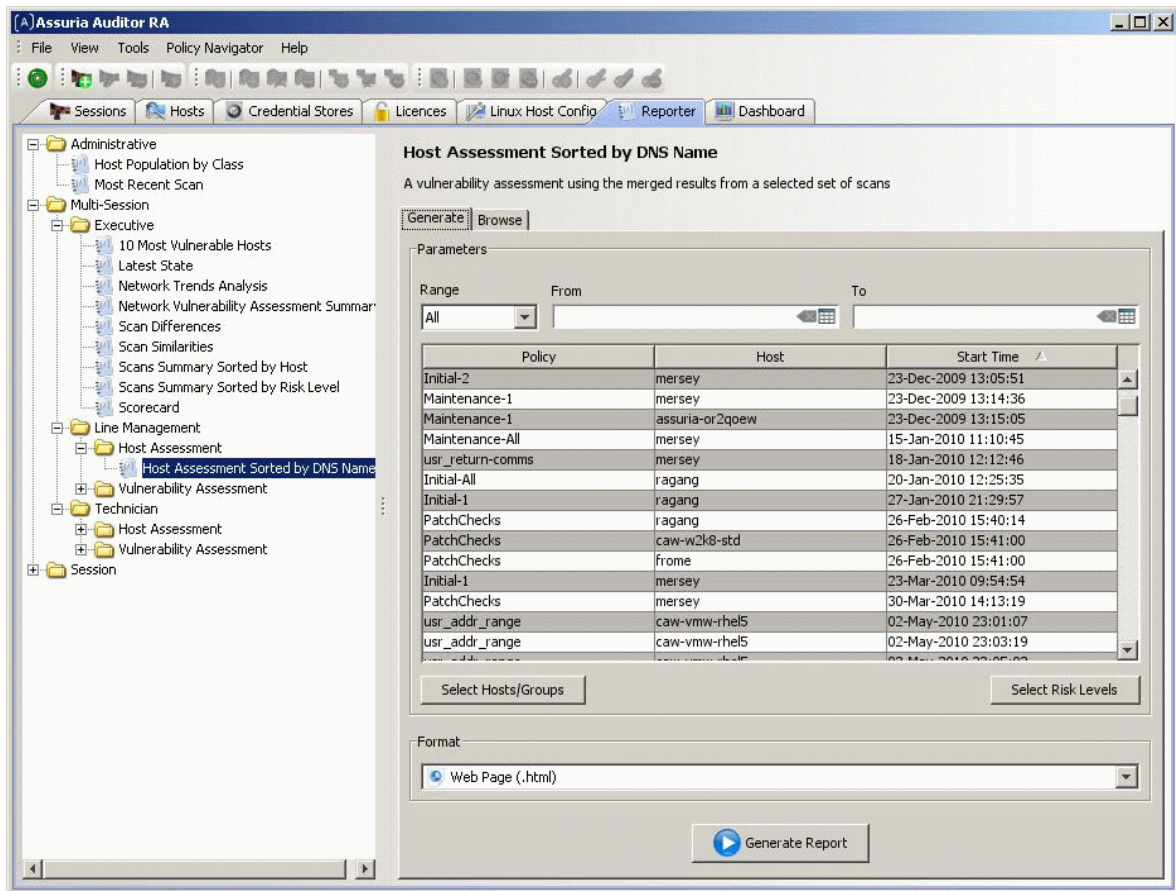 [A]Assuria Auditor RA
File View Tools Policy Navigator Help
Sessions Hosts Credential Stores Licences Linux Host Config Reporter Dashboard
Administrative
Host Population by Class
Most Recent Scan
Multi-Session
Executive
10 Most Vulnerable Hosts
Latest State
Network Trends Analysis
Network Vulnerability Assessment Summar
Scan Differences
Scan Similarities
Scans Summary Sorted by Host
Scans Summary Sorted by Risk Level
Scorecard
Line Management
Host Assessment
Host Assessment Sorted by DNS Name
Vulnerability Assessment
Technician
Host Assessment
Vulnerability Assessment
Session
Host Assessment Sorted by DNS Name
A vulnerability assessment using the merged results from a selected set of scans
Generate Browse
Parameters
Range From To
All
Policy Host Start Time
Initial-2 mersey 23-Dec-2009 13:05:51
Maintenance-1 mersey 23-Dec-2009 13:14:36
Maintenance-1 assuria-or2qoew 23-Dec-2009 13:15:05
Maintenance-All mersey 15-Jan-2010 11:10:45
usr_return-comms mersey 18-Jan-2010 12:12:46
Initial-All ragang 20-Jan-2010 12:25:35
Initial-1 ragang 27-Jan-2010 21:29:57
PatchChecks ragang 26-Feb-2010 15:40:14
PatchChecks caw-w2k8-std 26-Feb-2010 15:41:00
PatchChecks frome 26-Feb-2010 15:41:00
Initial-1 mersey 23-Mar-2010 09:54:54
PatchChecks mersey 30-Mar-2010 14:13:19
usr_addr_range caw-vmw-rhel5 02-May-2010 23:01:07
usr_addr_range caw-vmw-rhel5 02-May-2010 23:03:19
Select Hosts/Groups Select Risk Levels
Format
Web Page (.html)
Generate Report